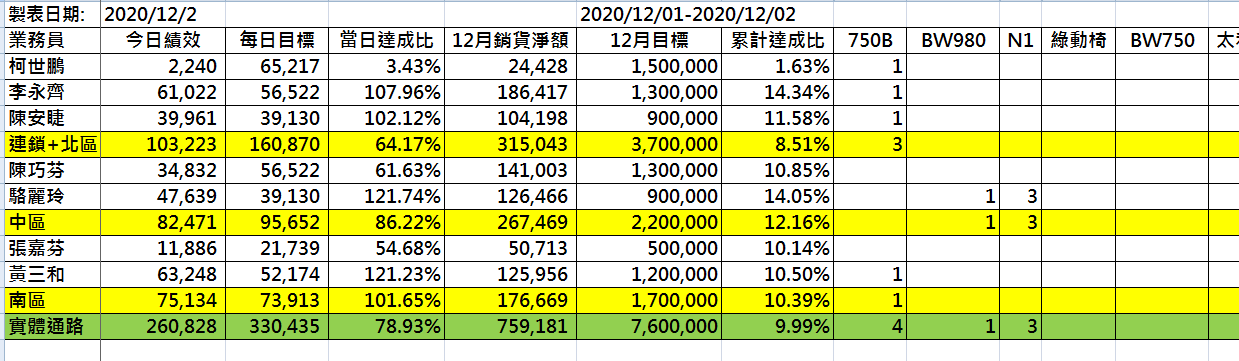 製表日期: 2020/12/2 2020/12/01-2020/12/02
業務員 今日績效 每日目標 當日達成比 12月銷貨淨額 12月目標 累計達成比 750B BW980 N1 綠動椅 BW750 太
柯世鵬 2,240 65,217 3.43% 24,428 1,500,000 1.63% 1
李永齊 61,022 56,522 107.96% 186,417 1,300,000 14.34% 1
陳安睫 39,961 39,130 102.12% 104,198 900,000 11.58% 1
連鎖+北區 103,223 160,870 64.17% 315,043 3,700,000 8.51% 3
陳巧芬 34,832 56,522 61.63% 141,003 1,300,000 10.85%
駱麗玲 47,639 39,130 121.74% 126,466 900,000 14.05% 1 3
中區 82,471 95,652 86.22% 267,469 2,200,000 12.16% 1 3
張嘉芬 11,886 21,739 54.68% 50,713 500,000 10.14%
黃三和 63,248 52,174 121.23% 125,956 1,200,000 10.50% 1
南區 75,134 73,913 101.65% 176,669 1,700,000 10.39% 1
實體通路 260,828 330,435 78.93% 759,181 7,600,000 9.99% 4 1 3